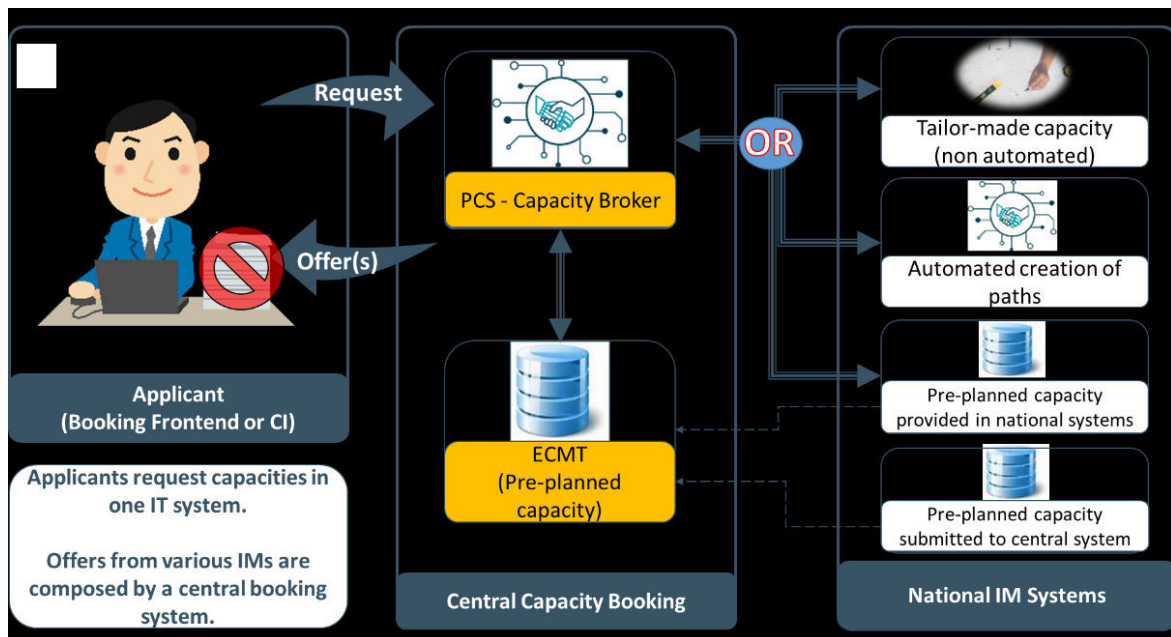 Request
Offer(s)
Applicant
(Booking Frontend or CI)
Applicants request capacities in
one IT system.
Offers from various IMs are
composed by a central booking
system.
PCS - Capacity Broker
ECMT
(Pre-planned
capacity)
Central Capacity Booking
OR
Tailor-made capacity
(non automated)
Automated creation of
paths
Pre-planned capacity
provided in national systems
Pre-planned capacity
submitted to central system
National IM Systems